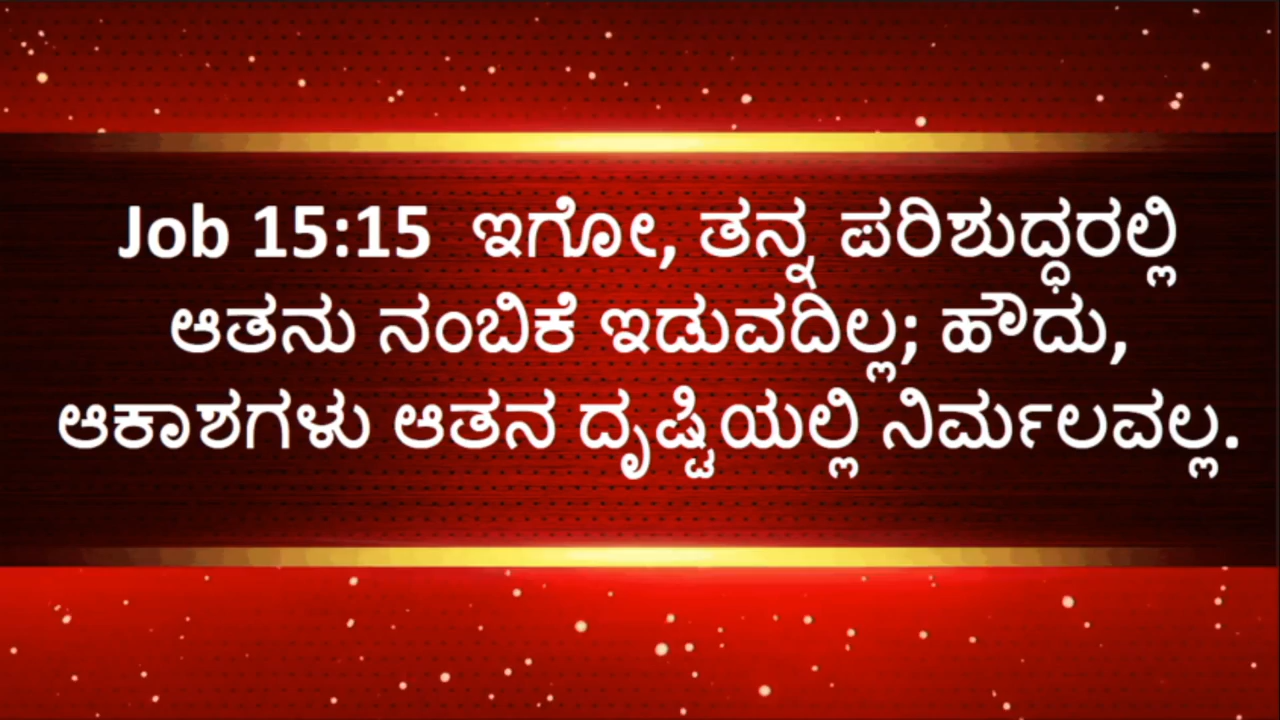 Job 15:15 ಇಗೋ, ತನ್ನ ಪರಿಶುದ್ಧರಲ್ಲಿ
ಆತನು ನಂಬಿಕೆ ಇಡುವದಿಲ್ಲ; ಹೌದು,
ಆಕಾಶಗಳು ಆತನ ದೃಷ್ಟಿಯಲ್ಲಿ ನಿರ್ಮಲವಲ್ಲ.